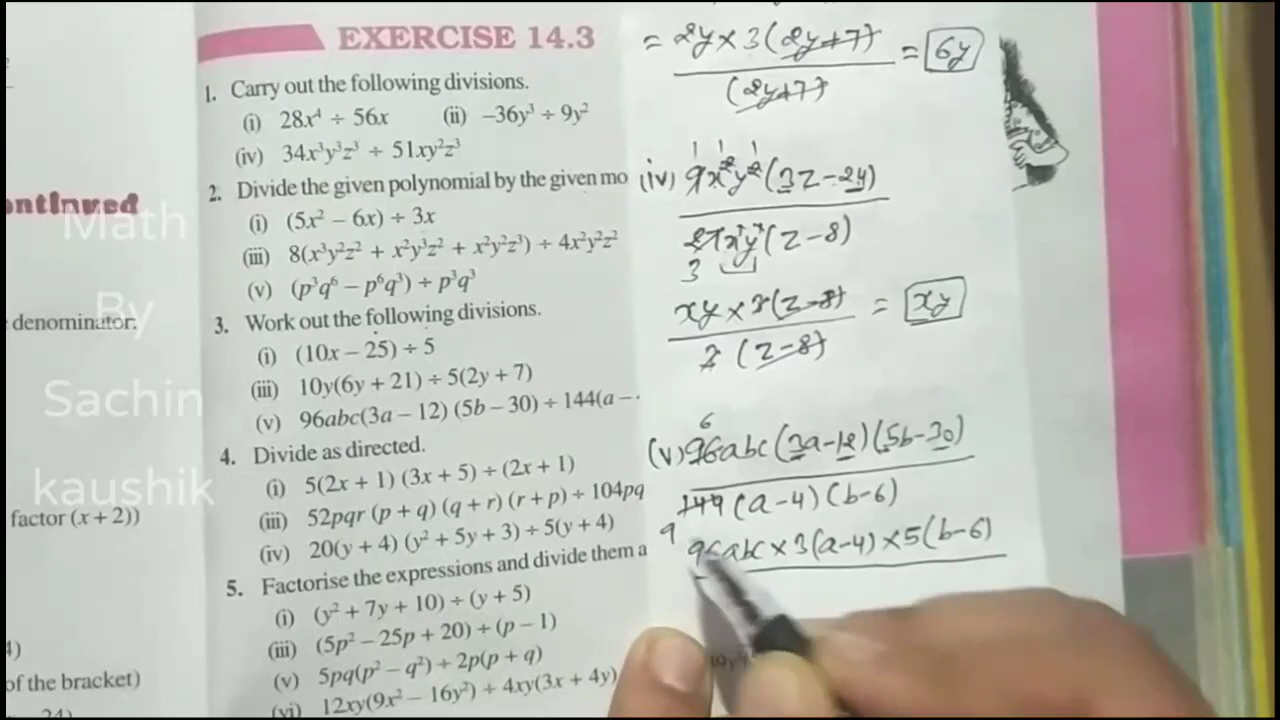 EXERCISE 14.3
1. Carry out the following divisions.
(i) 28x⁴ ÷ 56x (ii) –36y³ ÷ 9y²
(iv) 34x³y³z³ ÷ 51xy²z³
2. Divide the given polynomial by the given mo
(i) (5x² – 6x) ÷ 3x
(iii) 8(x³y²z² + x²y³z² + x²y²z³) ÷ 4x²y²z²
(v) (p³q⁶ – p⁶q³) ÷ p³q³
3. Work out the following divisions.
(i) (10x – 25) ÷ 5
(iii) 10y(6y + 21) ÷ 5(2y + 7)
(v) 96abc(3a – 12) (5b – 30) ÷ 144(a –
4. Divide as directed.
(i) 5(2x + 1) (3x + 5) ÷ (2x + 1)
(iii) 52pqr (p + q) (q + r) (r + p) ÷ 104pq
(iv) 20(y + 4) (y² + 5y + 3) ÷ 5(y + 4)
5. Factorise the expressions and divide them a
(i) (y² + 7y + 10) ÷ (y + 5)
(iii) (5p² – 25p + 20) ÷ (p – 1)
(v) 5pq(p² – q²) ÷ 2p(p + q)
(vi) 12xy(9x² – 16y²) ÷ 4xy(3x + 4y)
denominator.
factor (x + 2))
4)
of the bracket)
24)
Math
By
Sachin
kaushik
= 2y × 3(2y+7) = 6y
(2y+7)
1 1 1
(iv) 9x²y²(3z – 24)
27xy(z – 8)
3
xy × 3(z – 8) = xy
3 (z – 8)
6
(v) 96abc(3a – 12)(5b – 30)
144 (a – 4) (b – 6)
9
96abc × 3(a – 4) × 5(b – 6)